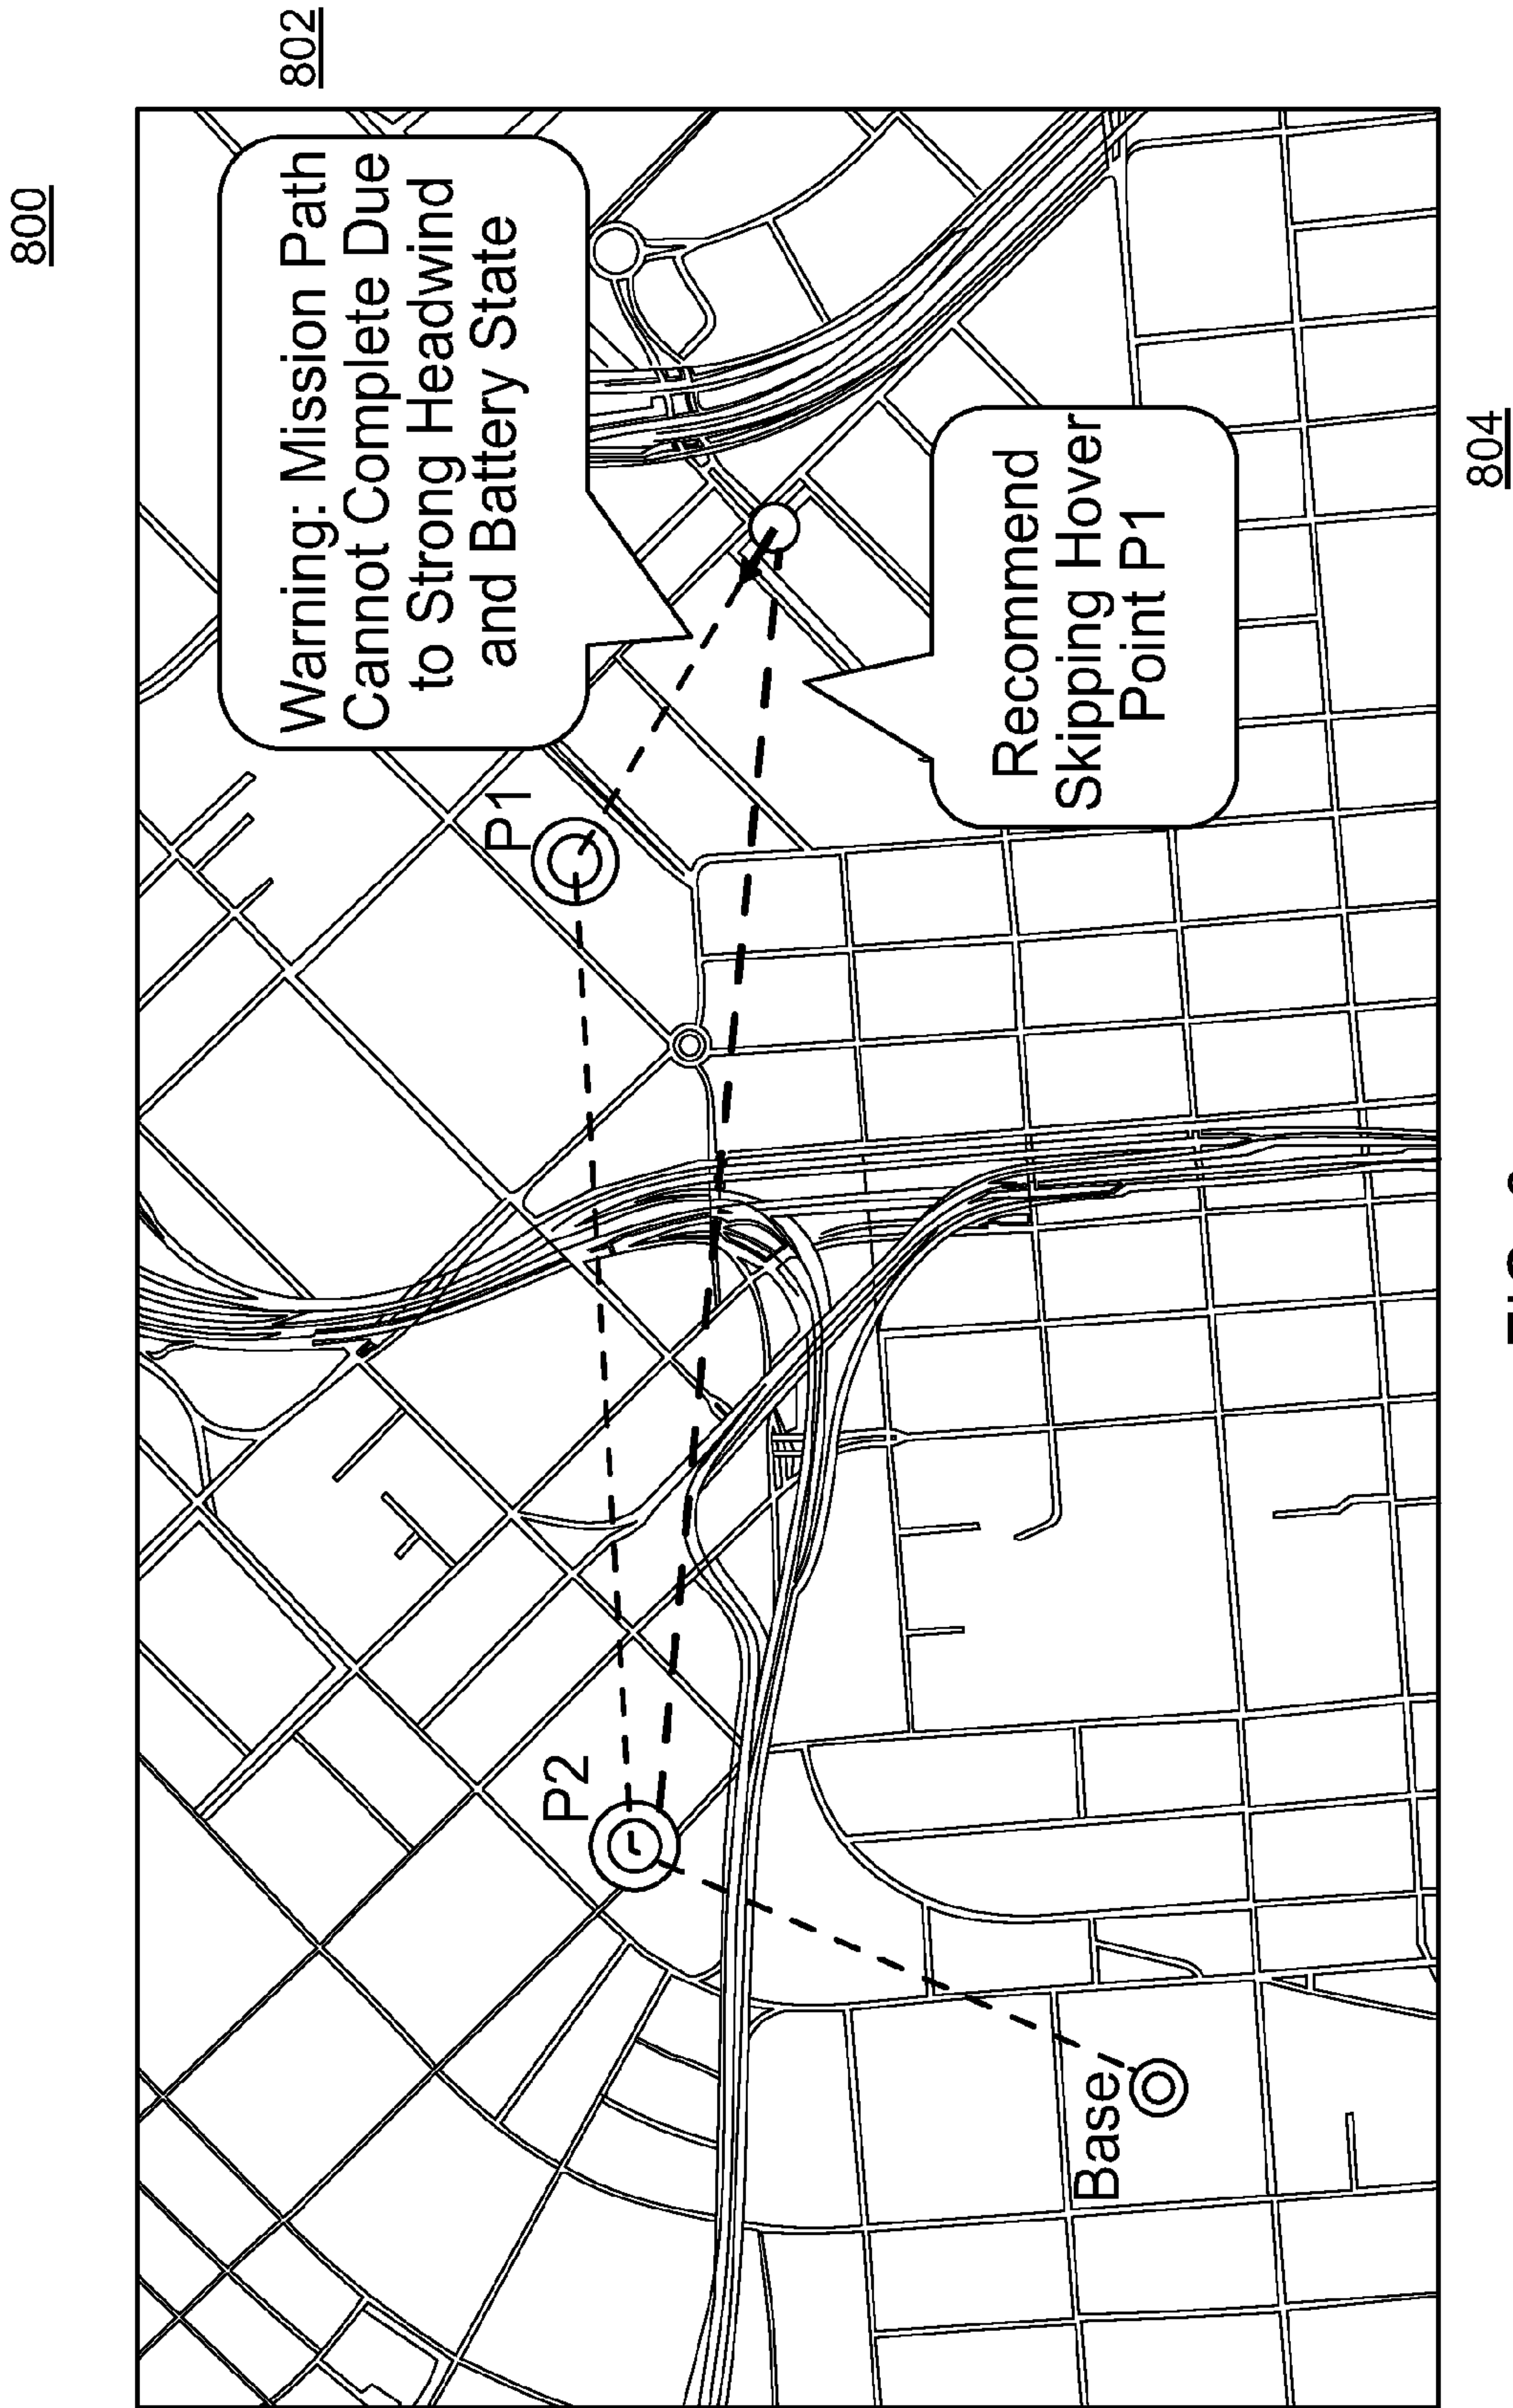 800
802
Warning: Mission Path
Cannot Complete Due
to Strong Headwind
and Battery State
P1
P2
Recommend
Skipping Hover
Point P1
Base
804